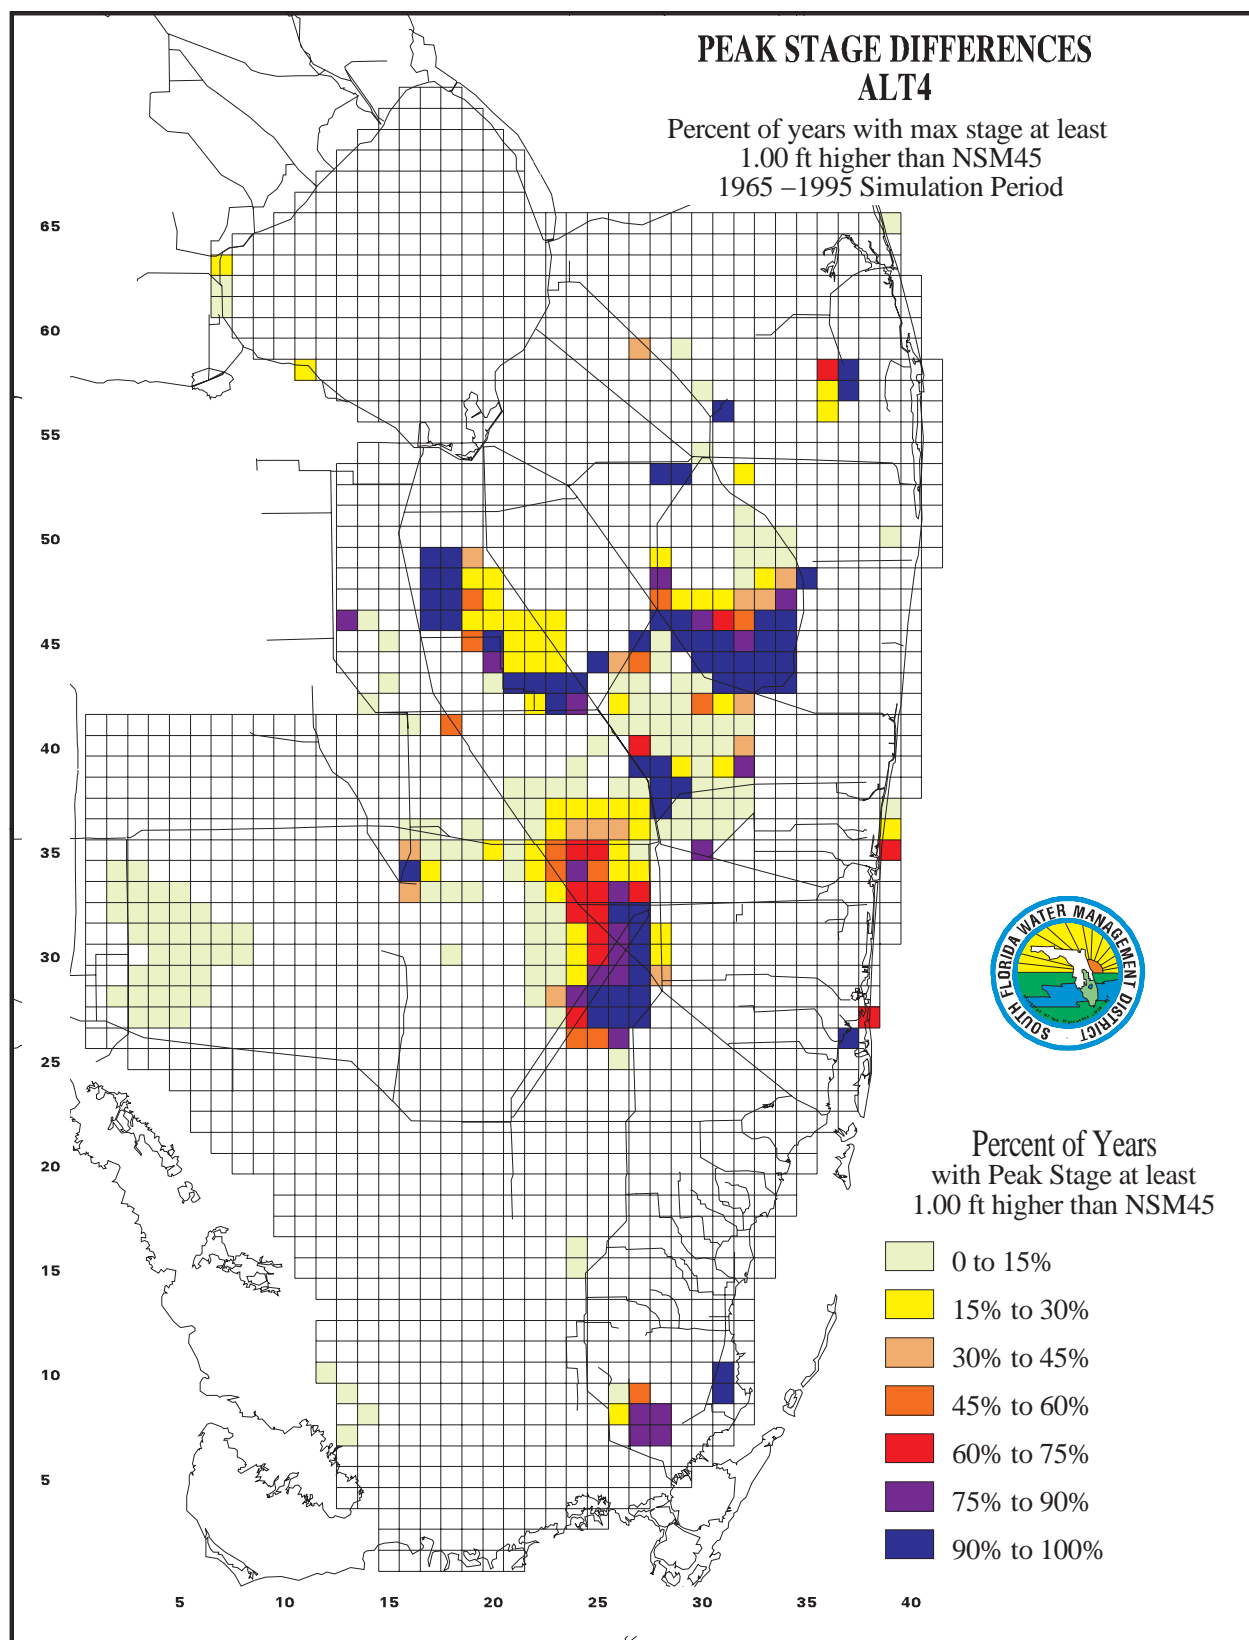 PEAK STAGE DIFFERENCES
ALT4
Percent of years with max stage at least
1.00 ft higher than NSM45
1965 –1995 Simulation Period
65
60
55
50
45
40
35
30
25
20
15
10
5
SOUTH FLORIDA WATER MANAGEMENT DISTRICT
Percent of Years
with Peak Stage at least
1.00 ft higher than NSM45
0 to 15%
15% to 30%
30% to 45%
45% to 60%
60% to 75%
75% to 90%
90% to 100%
5
10
15
20
25
30
35
40